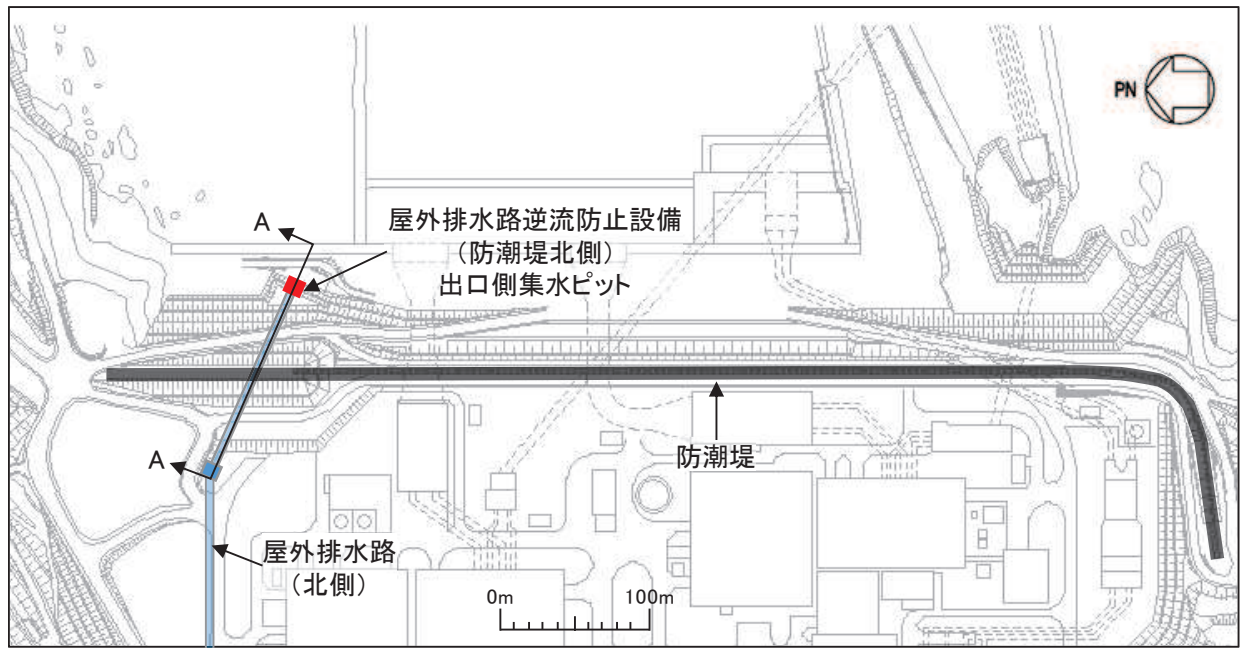 PN
A
屋外排水路逆流防止設備
（防潮堤北側）
出口側集水ピット
A
防潮堤
屋外排水路
（北側）
0m 100m